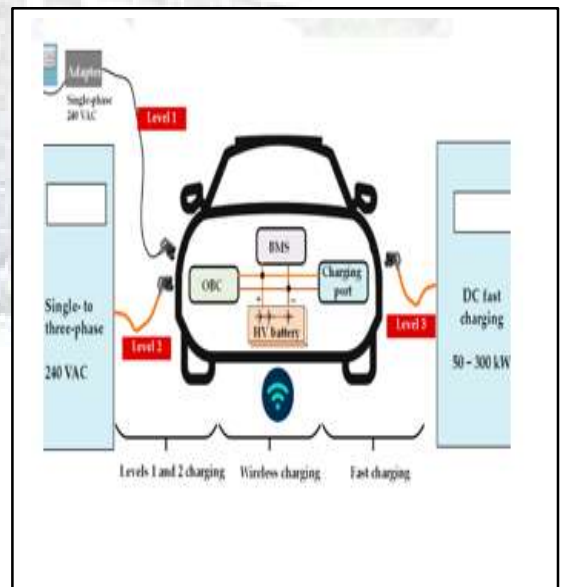 Adapter
Single-phase
240 VAC
Level 1
BMS
OBC
Charging
port
+
−
HV battery
Single- to
three-phase
240 VAC
Level 2
Level 3
DC fast
charging
50 – 300 kW
Levels 1 and 2 charging
Wireless charging
Fast charging